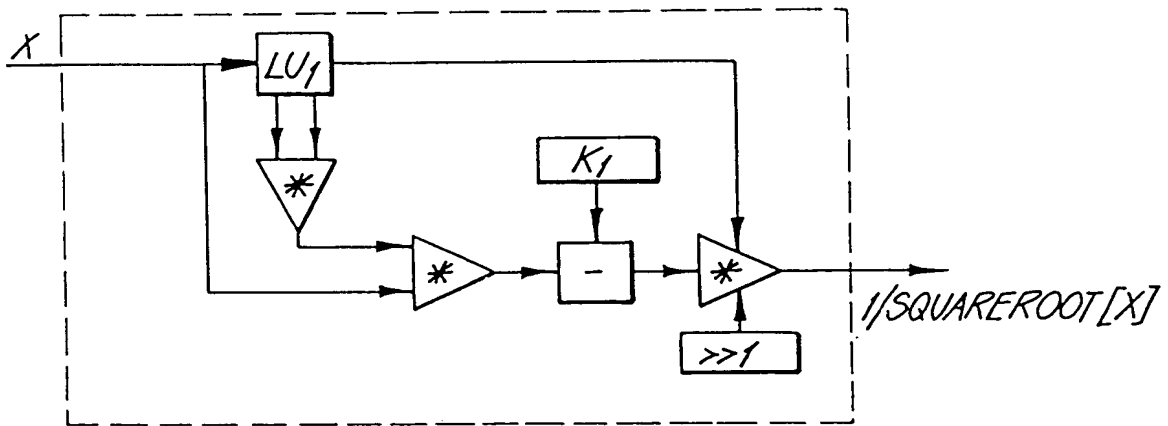 X
LU1
*
K1
*
-
*
>>1
1/SQUAREROOT[X]